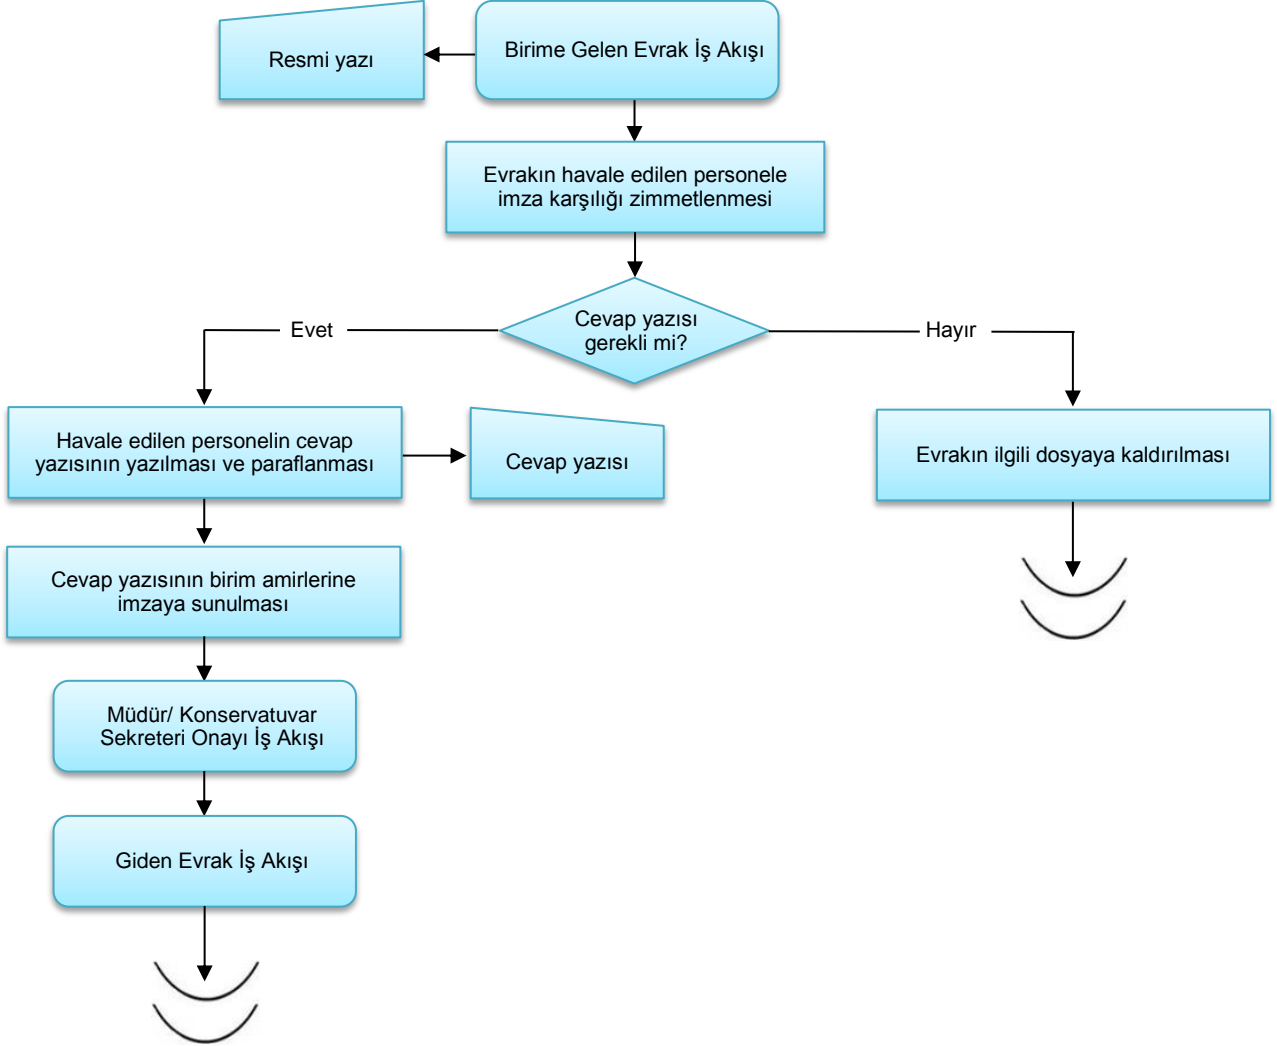 Resmi yazı
Birime Gelen Evrak İş Akışı
Evrakın havale edilen personele
imza karşılığı zimmetlenmesi
Cevap yazısı
gerekli mi?
Evet
Hayır
Havale edilen personelin cevap
yazısının yazılması ve paraflanması
Cevap yazısı
Evrakın ilgili dosyaya kaldırılması
Cevap yazısının birim amirlerine
imzaya sunulması
Müdür/ Konservatuvar
Sekreteri Onayı İş Akışı
Giden Evrak İş Akışı